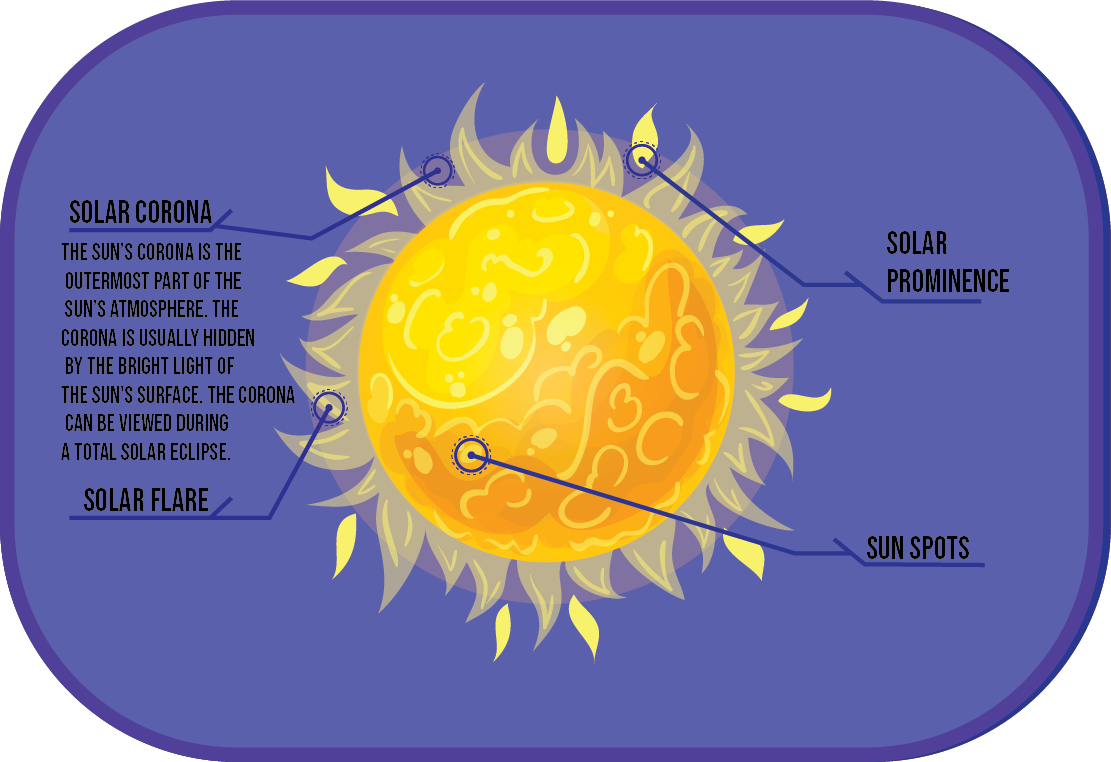 SOLAR CORONA
THE SUN'S CORONA IS THE
OUTERMOST PART OF THE
SUN'S ATMOSPHERE. THE
CORONA IS USUALLY HIDDEN
BY THE BRIGHT LIGHT OF
THE SUN'S SURFACE. THE CORONA
CAN BE VIEWED DURING
A TOTAL SOLAR ECLIPSE.
SOLAR FLARE
SOLAR
PROMINENCE
SUN SPOTS